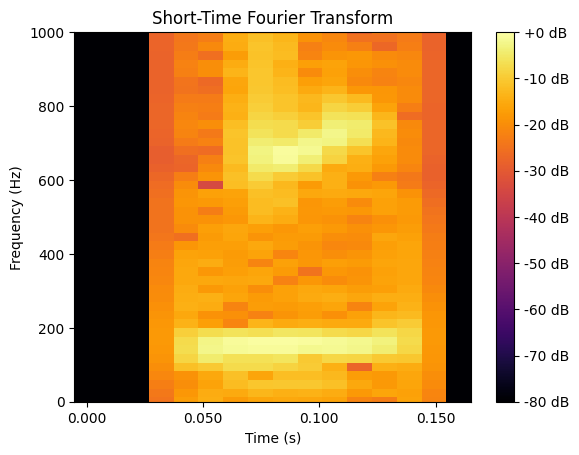 Short-Time Fourier Transform
1000
800
600
400
200
0
Frequency (Hz)
0.000
0.050
0.100
0.150
Time (s)
+0 dB
-10 dB
-20 dB
-30 dB
-40 dB
-50 dB
-60 dB
-70 dB
-80 dB